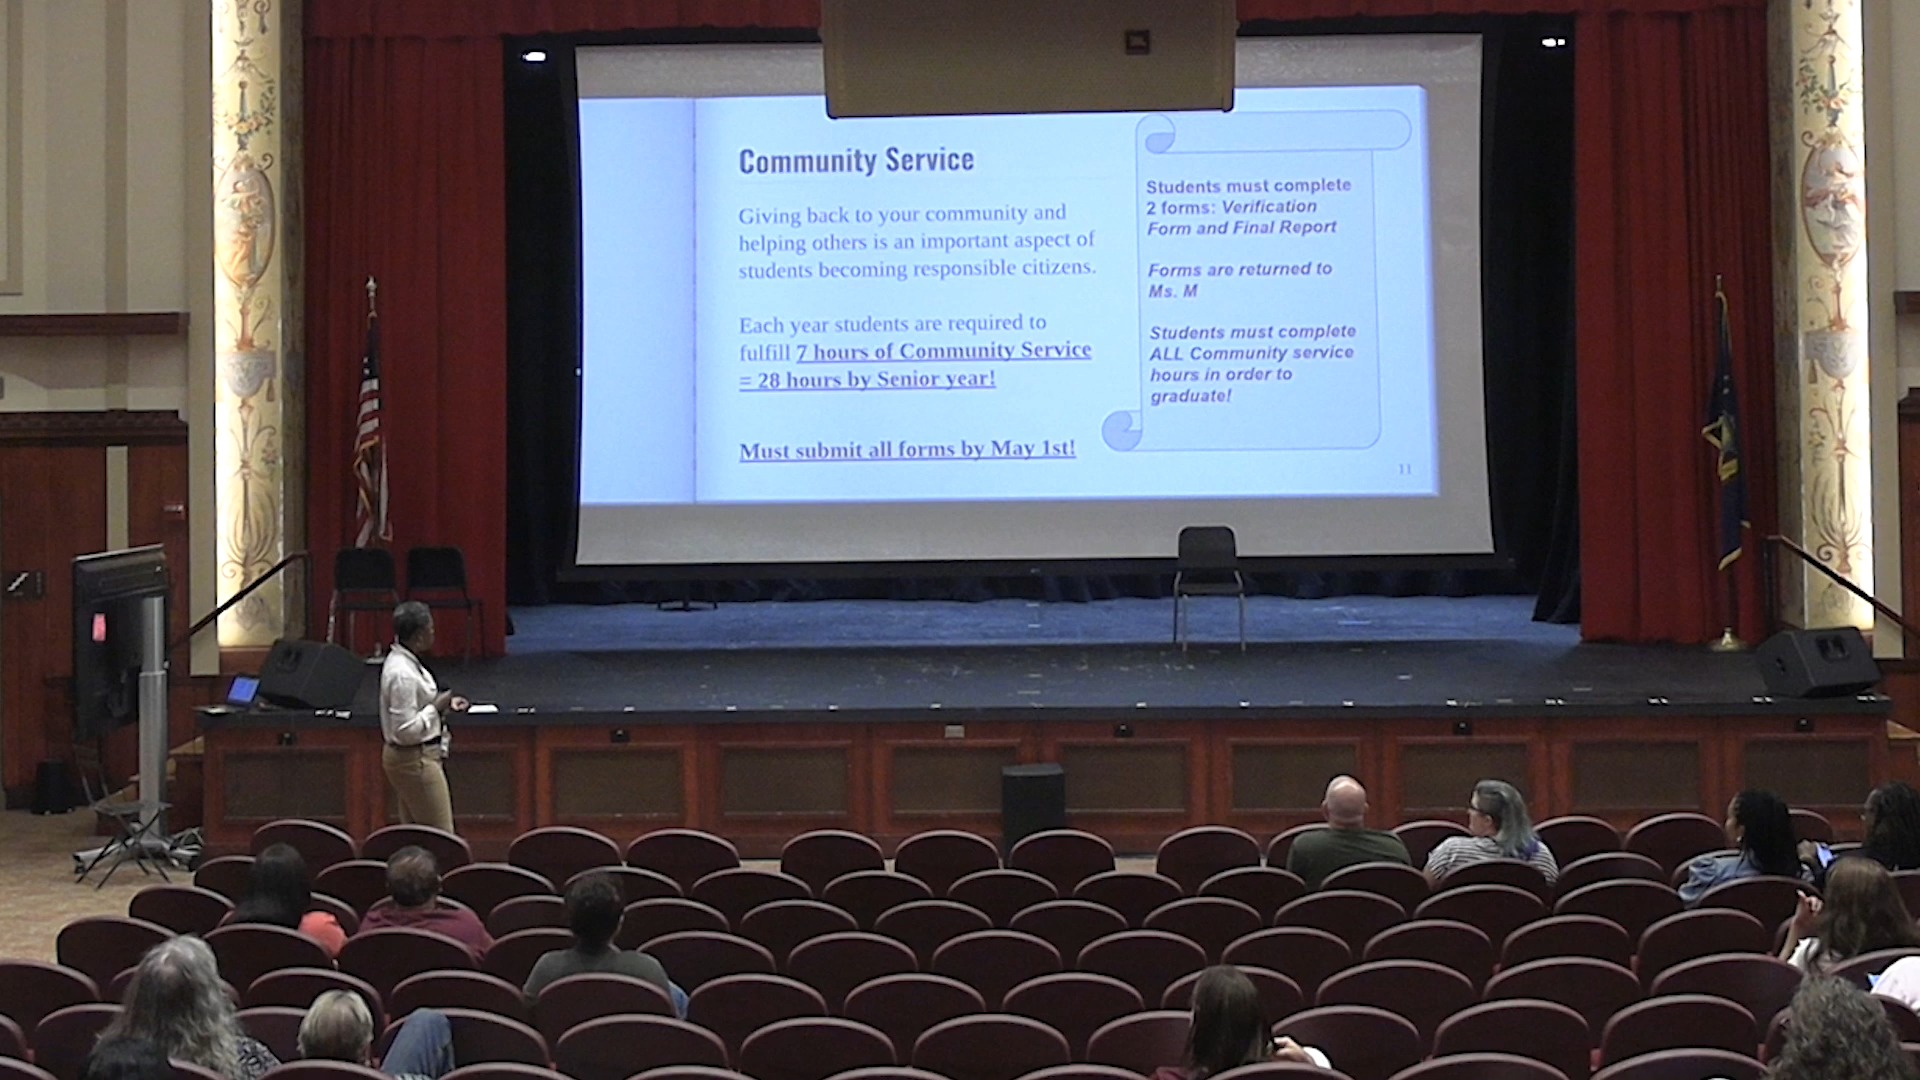 Community Service
Giving back to your community and
helping others is an important aspect of
students becoming responsible citizens.
Each year students are required to
fulfill 7 hours of Community Service
= 28 hours by Senior year!
Must submit all forms by May 1st!
Students must complete
2 forms: Verification
Form and Final Report
Forms are returned to
Ms. M
Students must complete
ALL Community service
hours in order to
graduate!
11